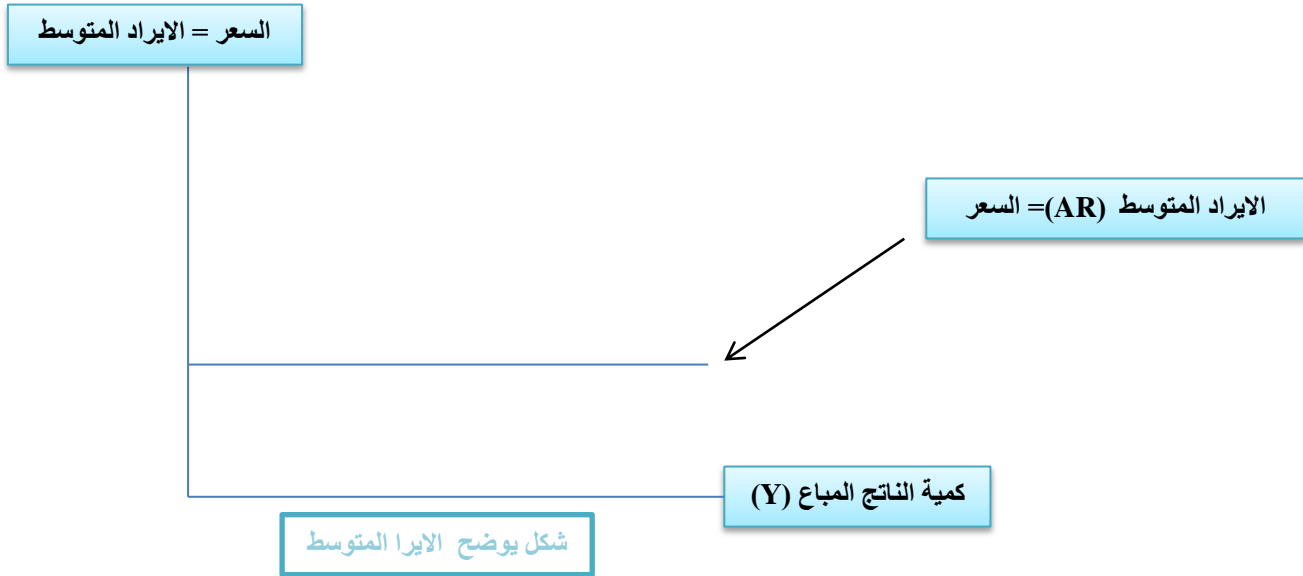 السعر = الايراد المتوسط
الايراد المتوسط (AR)= السعر
كمية الناتج المباع (Y)
شكل يوضح الايرا المتوسط